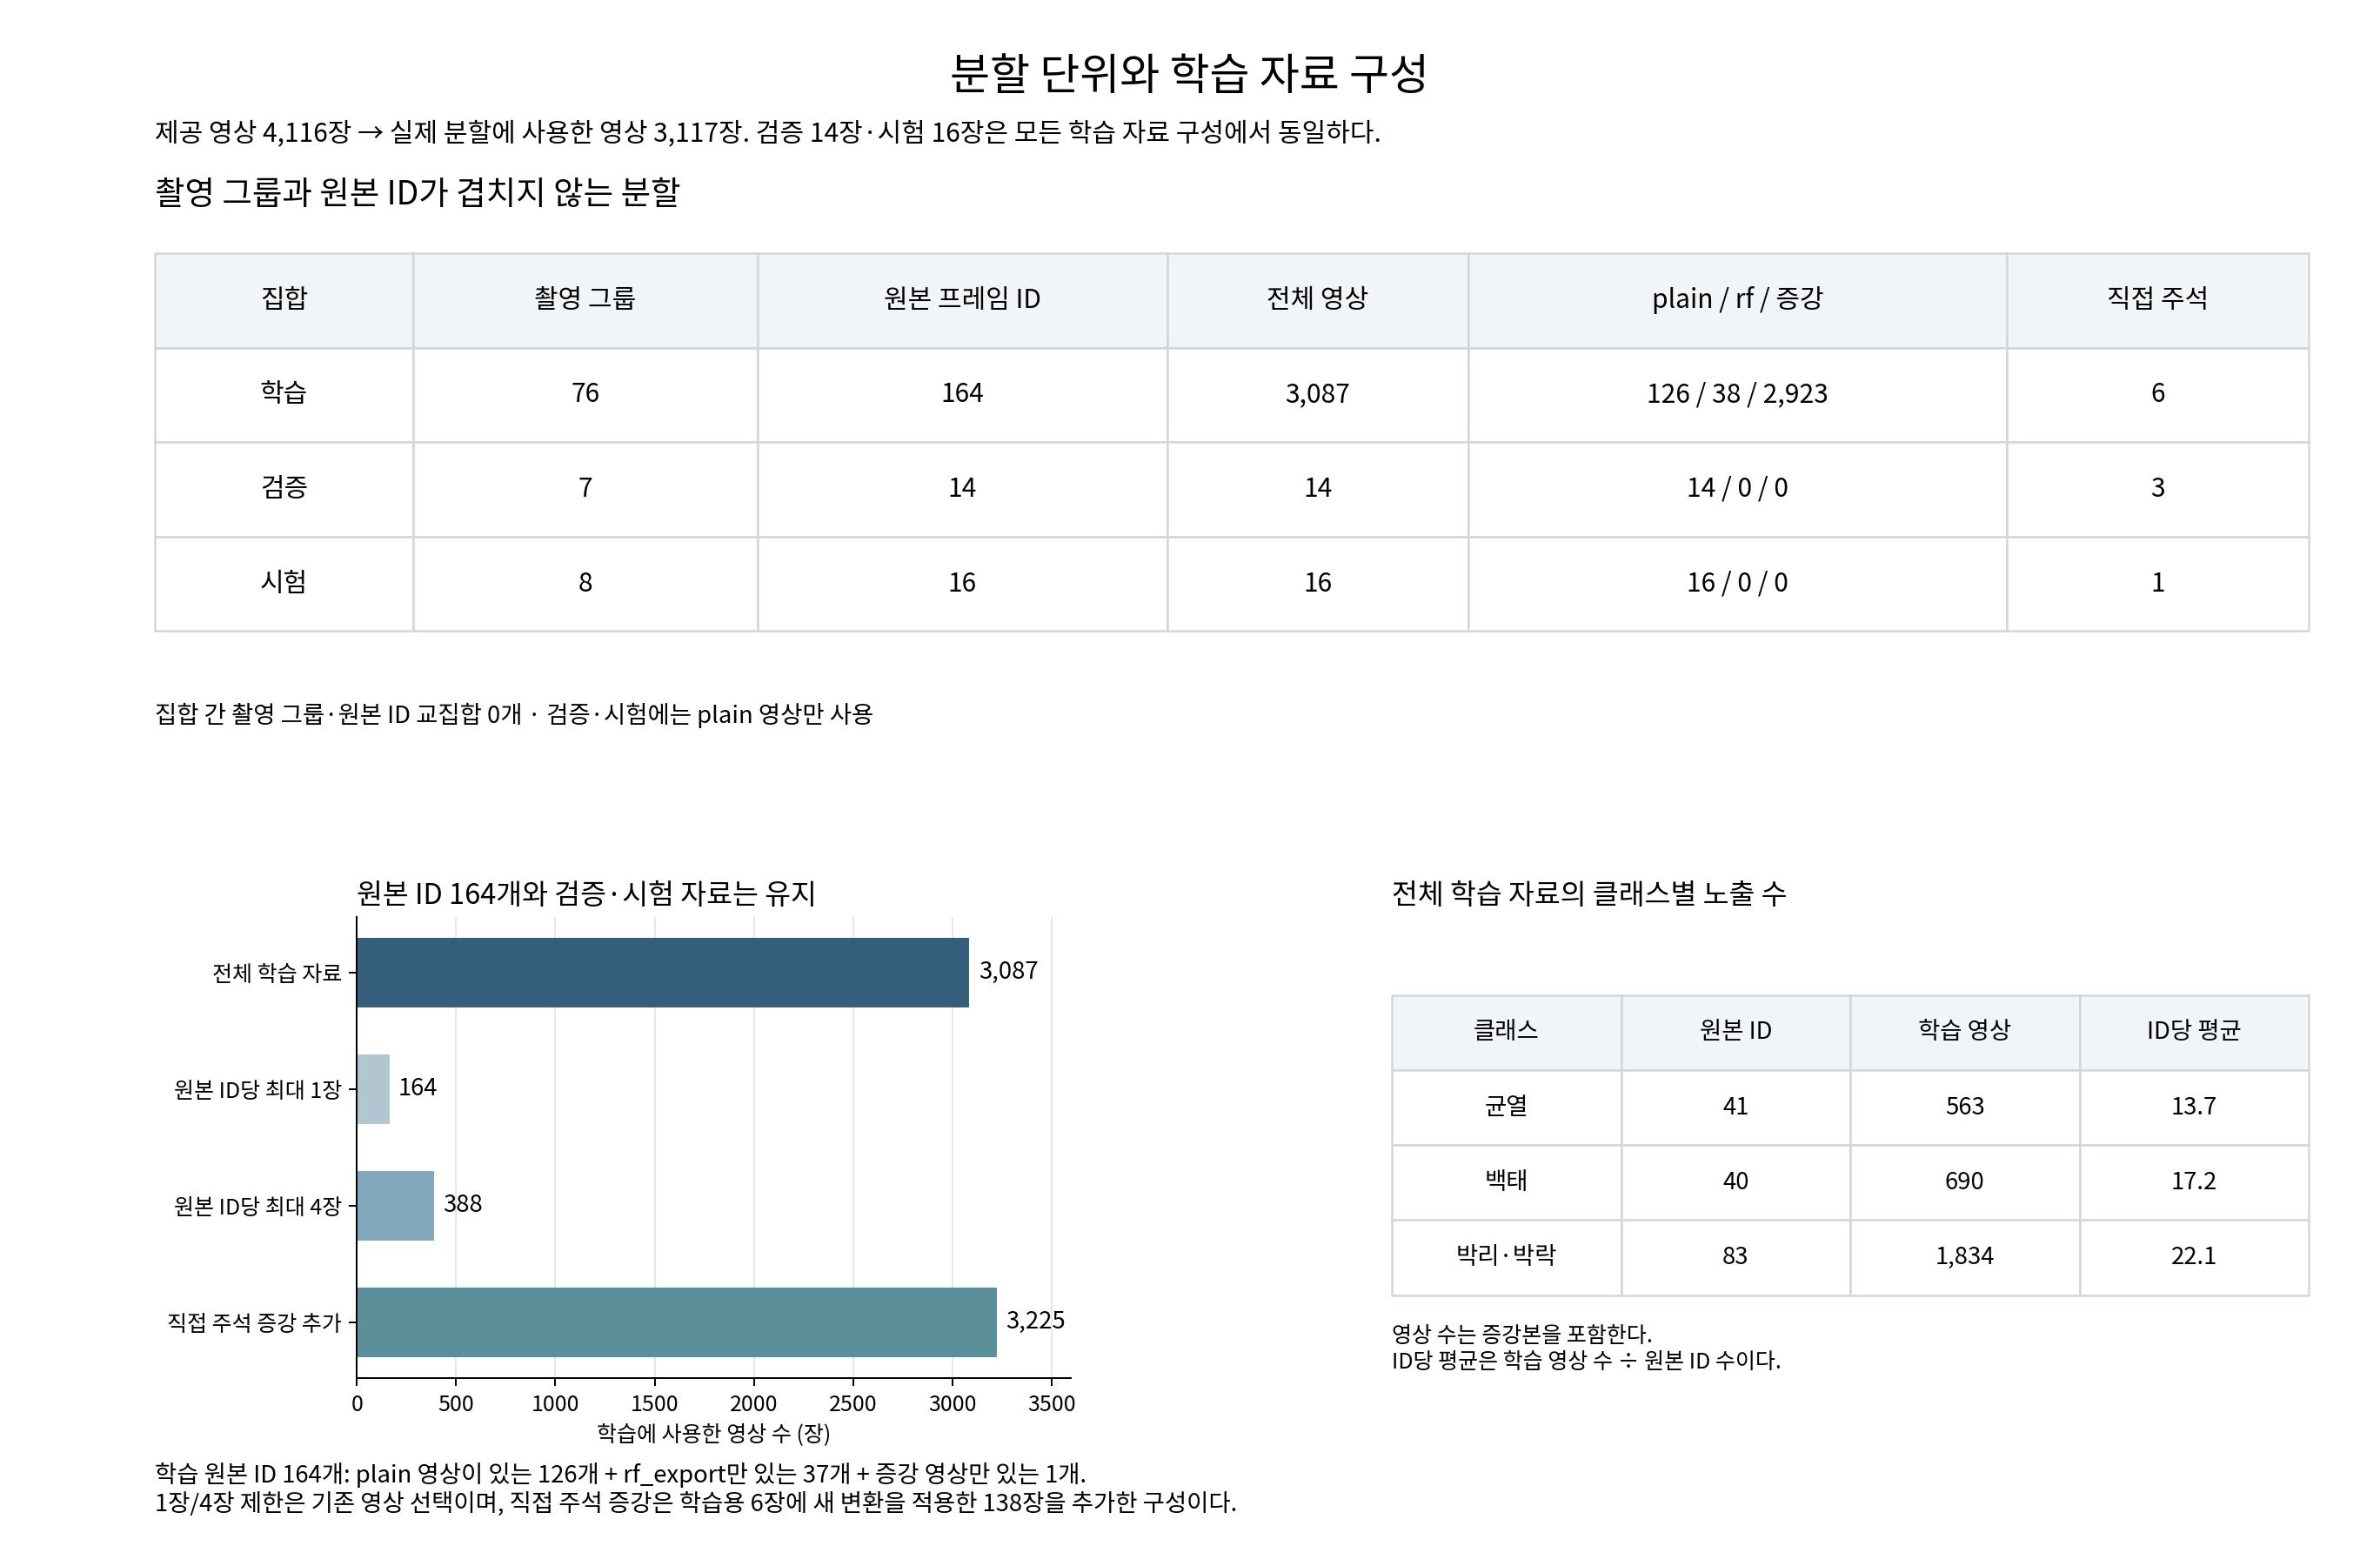 분할 단위와 학습 자료 구성
제공 영상 4,116장 → 실제 분할에 사용한 영상 3,117장. 검증 14장·시험 16장은 모든 학습 자료 구성에서 동일하다.
촬영 그룹과 원본 ID가 겹치지 않는 분할
집합 촬영 그룹 원본 프레임 ID 전체 영상 plain / rf / 증강 직접 주석
학습 76 164 3,087 126 / 38 / 2,923 6
검증 7 14 14 14 / 0 / 0 3
시험 8 16 16 16 / 0 / 0 1
집합 간 촬영 그룹·원본 ID 교집합 0개 · 검증·시험에는 plain 영상만 사용
원본 ID 164개와 검증·시험 자료는 유지
전체 학습 자료 3,087
원본 ID당 최대 1장 164
원본 ID당 최대 4장 388
직접 주석 증강 추가 3,225
0 500 1000 1500 2000 2500 3000 3500
학습에 사용한 영상 수 (장)
전체 학습 자료의 클래스별 노출 수
클래스 원본 ID 학습 영상 ID당 평균
균열 41 563 13.7
백태 40 690 17.2
박리·박락 83 1,834 22.1
영상 수는 증강본을 포함한다.
ID당 평균은 학습 영상 수 ÷ 원본 ID 수이다.
학습 원본 ID 164개: plain 영상이 있는 126개 + rf_export만 있는 37개 + 증강 영상만 있는 1개.
1장/4장 제한은 기존 영상 선택이며, 직접 주석 증강은 학습용 6장에 새 변환을 적용한 138장을 추가한 구성이다.